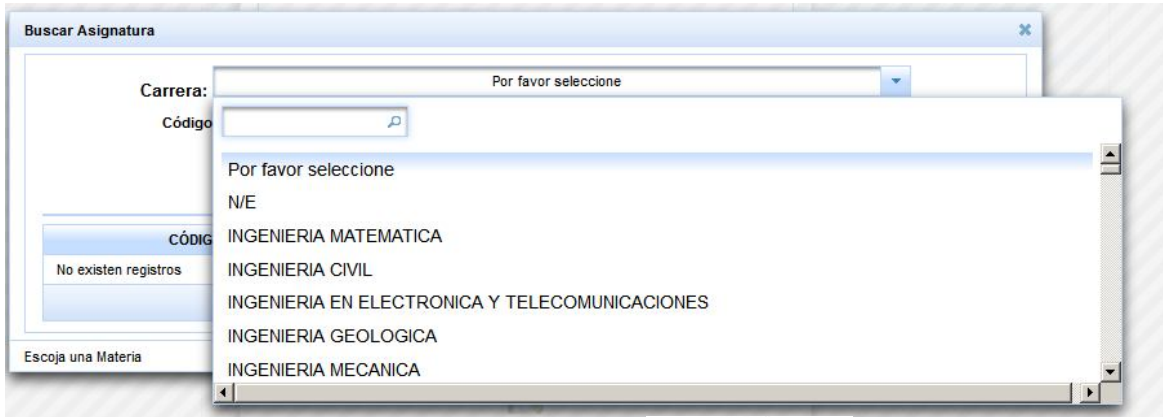 Buscar Asignatura
Carrera:
Por favor seleccione
Código
Por favor seleccione
N/E
INGENIERIA MATEMATICA
INGENIERIA CIVIL
INGENIERIA EN ELECTRONICA Y TELECOMUNICACIONES
INGENIERIA GEOLOGICA
INGENIERIA MECANICA
CÓDIG
No existen registros
Escoja una Materia